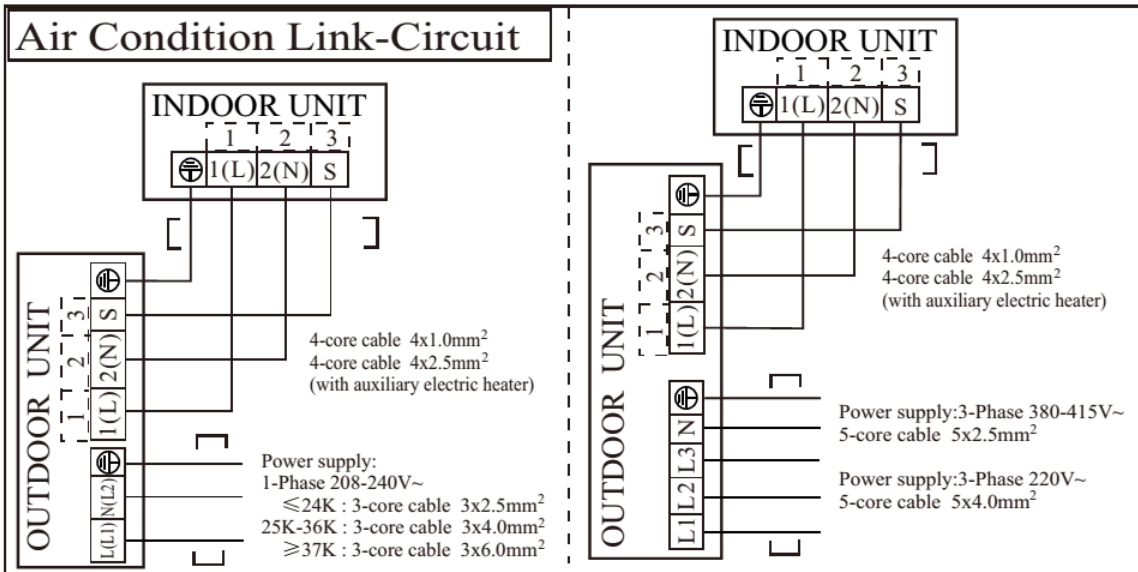 Air Condition Link-Circuit
INDOOR UNIT
1 2 3
1(L) 2(N) S
OUTDOOR UNIT
3 S
2 2(N)
1 1(L)
N(L2)
L(L1)
4-core cable 4x1.0mm²
4-core cable 4x2.5mm²
(with auxiliary electric heater)
Power supply:
1-Phase 208-240V~
≤24K : 3-core cable 3x2.5mm²
25K-36K : 3-core cable 3x4.0mm²
≥37K : 3-core cable 3x6.0mm²
INDOOR UNIT
1 2 3
1(L) 2(N) S
OUTDOOR UNIT
3 S
2 2(N)
1 1(L)
N
L3
L2
L1
4-core cable 4x1.0mm²
4-core cable 4x2.5mm²
(with auxiliary electric heater)
Power supply:3-Phase 380-415V~
5-core cable 5x2.5mm²
Power supply:3-Phase 220V~
5-core cable 5x4.0mm²